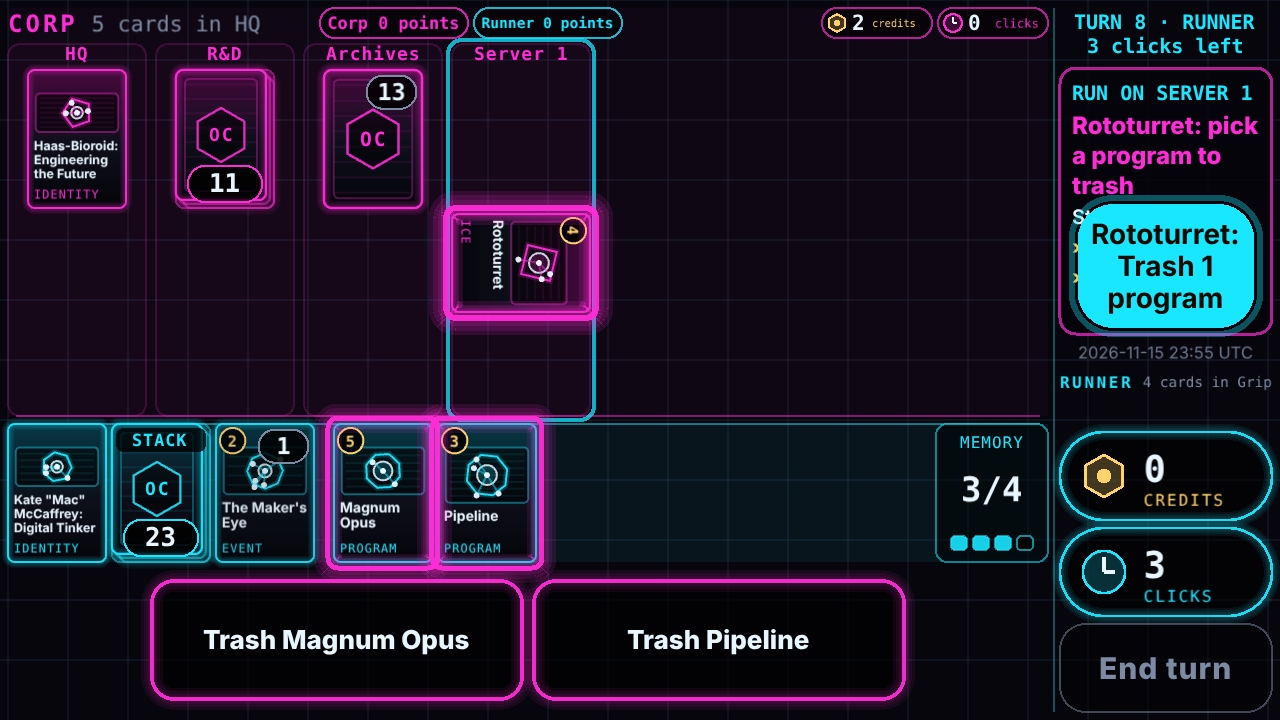 CORP 5 cards in HQ
Corp 0 points
Runner 0 points
2 credits
0 clicks
TURN 8 · RUNNER
3 clicks left
HQ
R&D
Archives
Server 1
Haas-Bioroid:
Engineering
the Future
IDENTITY
OC
11
13
OC
ICE
Rototurret
4
RUN ON SERVER 1
Rototurret: pick
a program to
trash
Rototurret:
Trash 1
program
2026-11-15 23:55 UTC
RUNNER 4 cards in Grip
Kate "Mac"
McCaffrey:
Digital Tinker
IDENTITY
STACK
OC
23
2
1
The Maker's
Eye
EVENT
5
Magnum
Opus
PROGRAM
3
Pipeline
PROGRAM
MEMORY
3/4
0
CREDITS
3
CLICKS
Trash Magnum Opus
Trash Pipeline
End turn